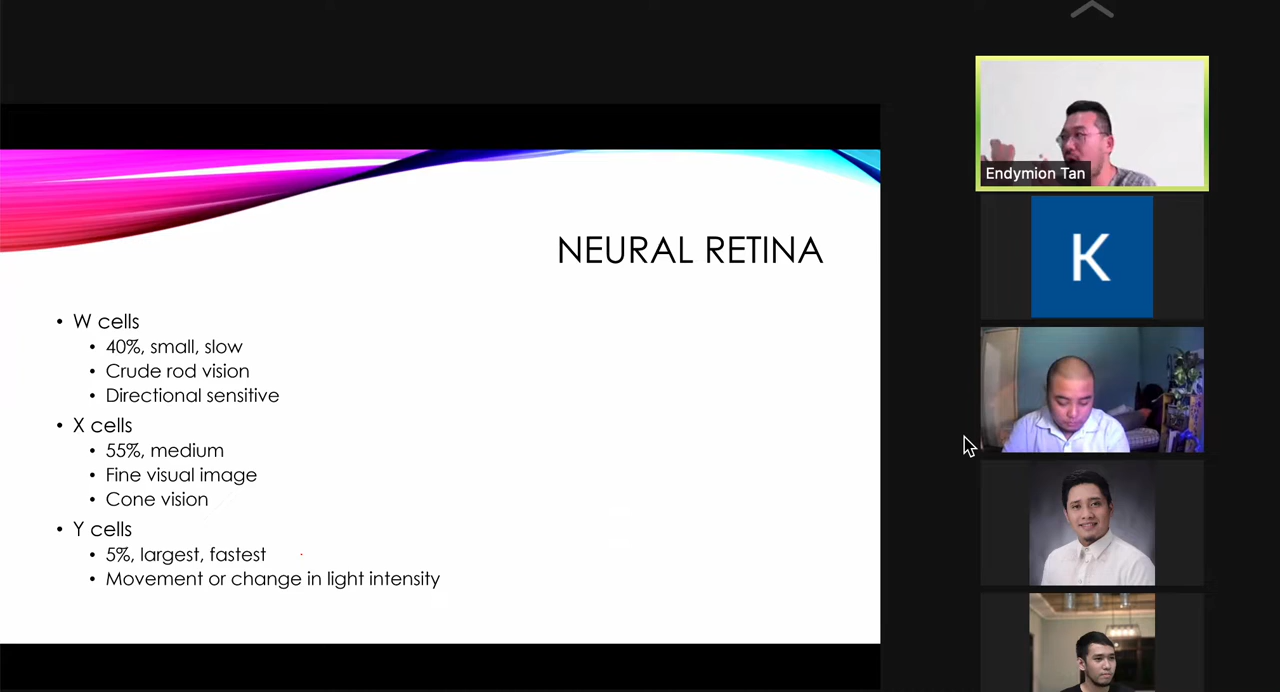 NEURAL RETINA
• W cells
• 40%, small, slow
• Crude rod vision
• Directional sensitive
• X cells
• 55%, medium
• Fine visual image
• Cone vision
• Y cells
• 5%, largest, fastest
• Movement or change in light intensity
Endymion Tan
K